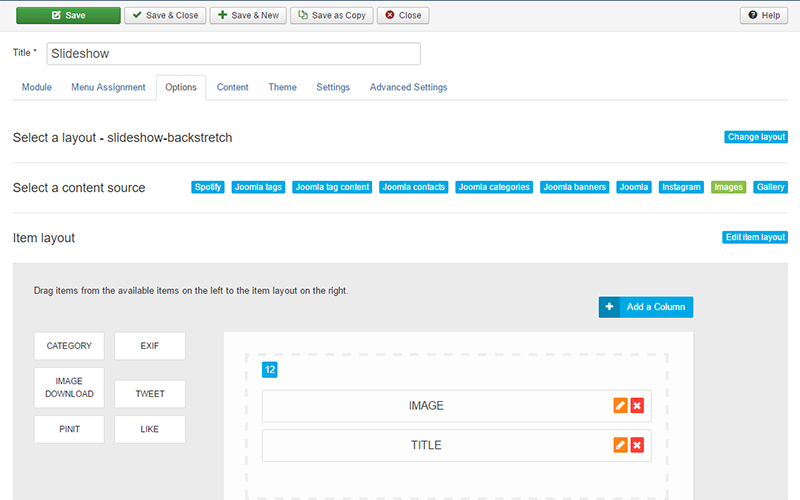 Save Save & Close Save & New Save as Copy Close Help
Title * Slideshow
Module Menu Assignment Options Content Theme Settings Advanced Settings
Select a layout - slideshow-backstretch Change layout
Select a content source Spotify Joomla tags Joomla tag content Joomla contacts Joomla categories Joomla banners Joomla Instagram Images Gallery
Item layout Edit item layout
Drag items from the available items on the left to the item layout on the right.
Add a Column
CATEGORY EXIF
IMAGE
DOWNLOAD TWEET
PINIT LIKE
12
IMAGE
TITLE